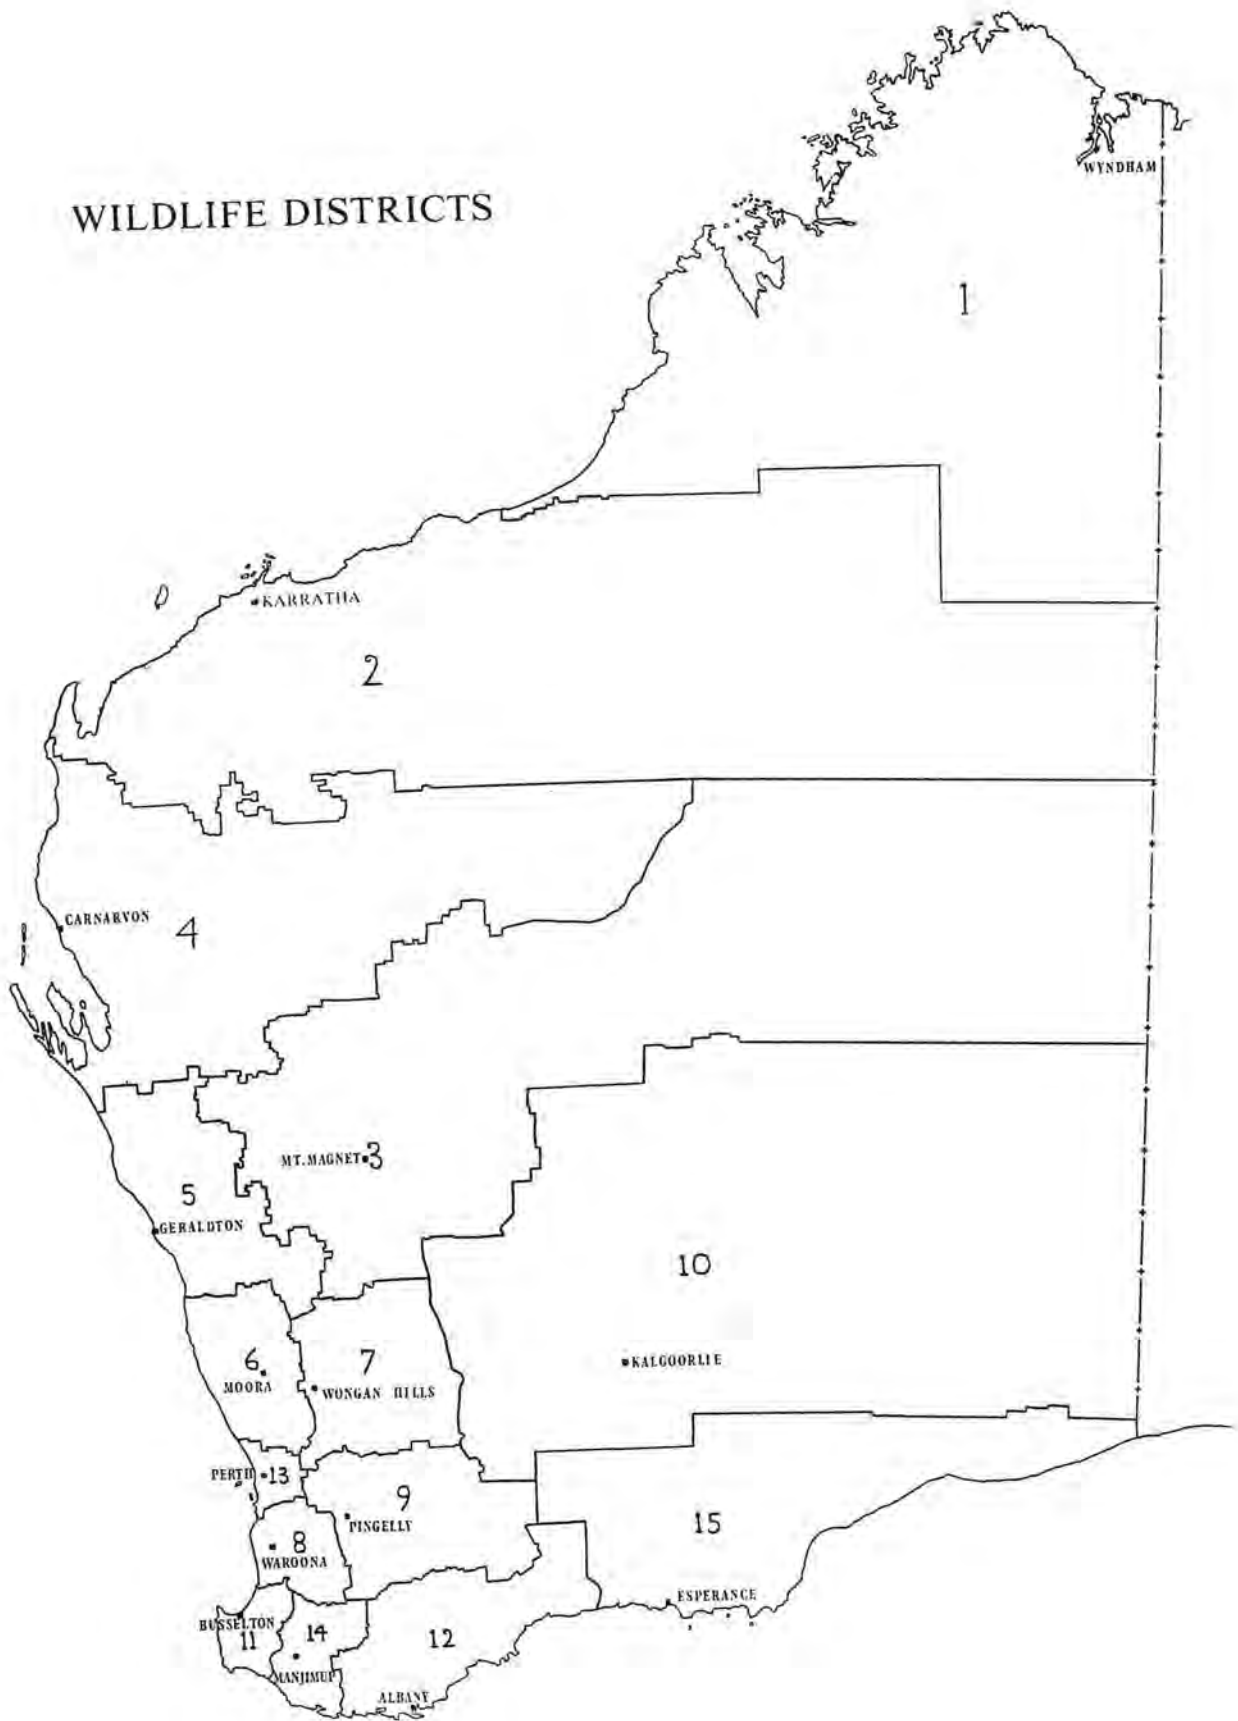 WYNDHAM
WILDLIFE DISTRICTS
1
KARRATHA
2
CARNARVON
4
MT.MAGNET 3
5
GERALDTON
10
6
MOORA
7
WONGAN HILLS
KALGOORLIE
PERTH 13
9
PINGELLY
15
8
WAROONA
ESPERANCE
BUSSELTON
11
14
12
MANJIMUP
ALBANY